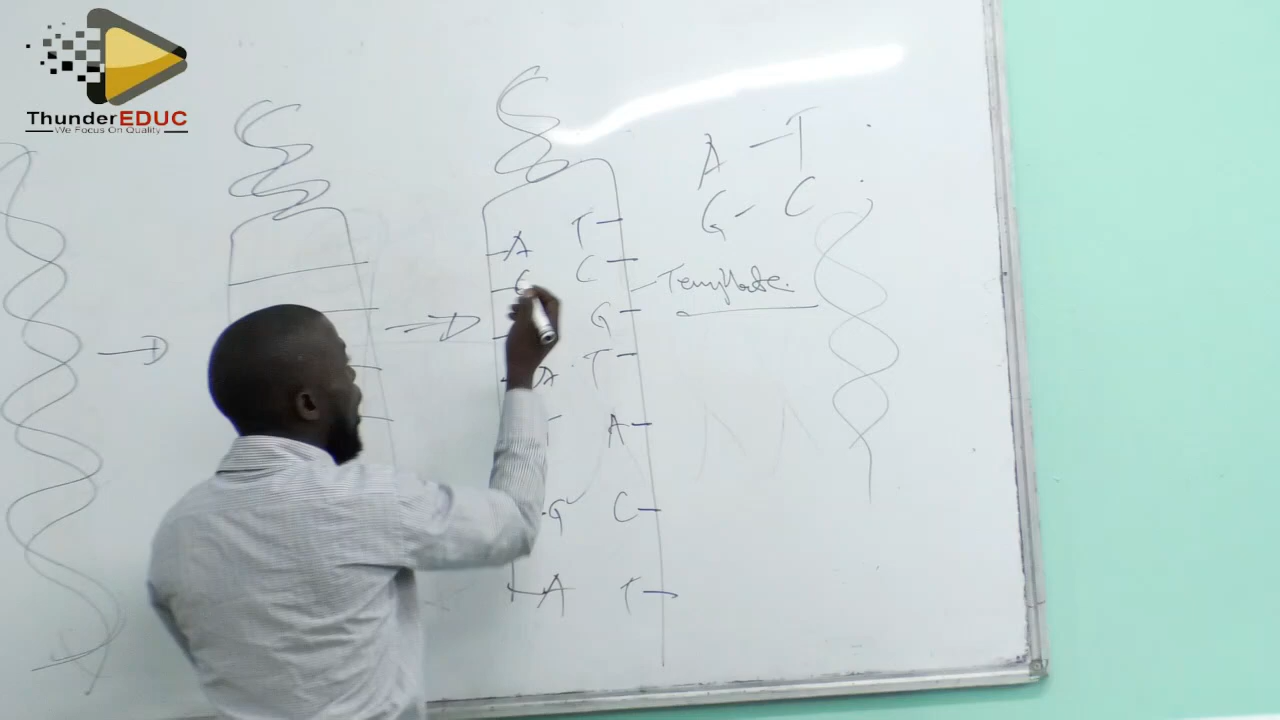 ThunderEDUC
We Focus On Quality
A - T
G - C
A T
C
Template
G
A T
A
G C
A T